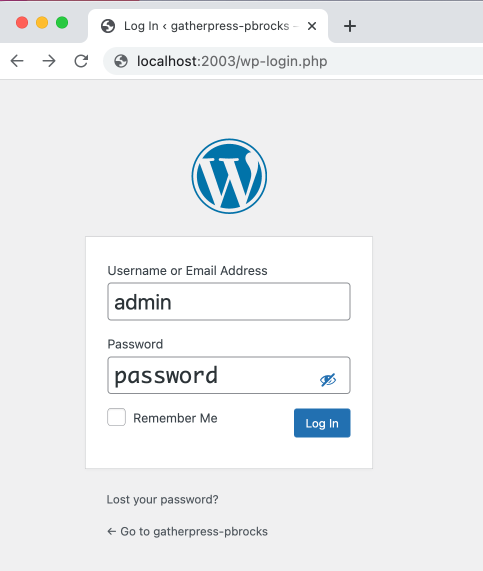 Log In ‹ gatherpress-pbrocks –
localhost:2003/wp-login.php
Username or Email Address
admin
Password
password
Remember Me
Log In
Lost your password?
← Go to gatherpress-pbrocks